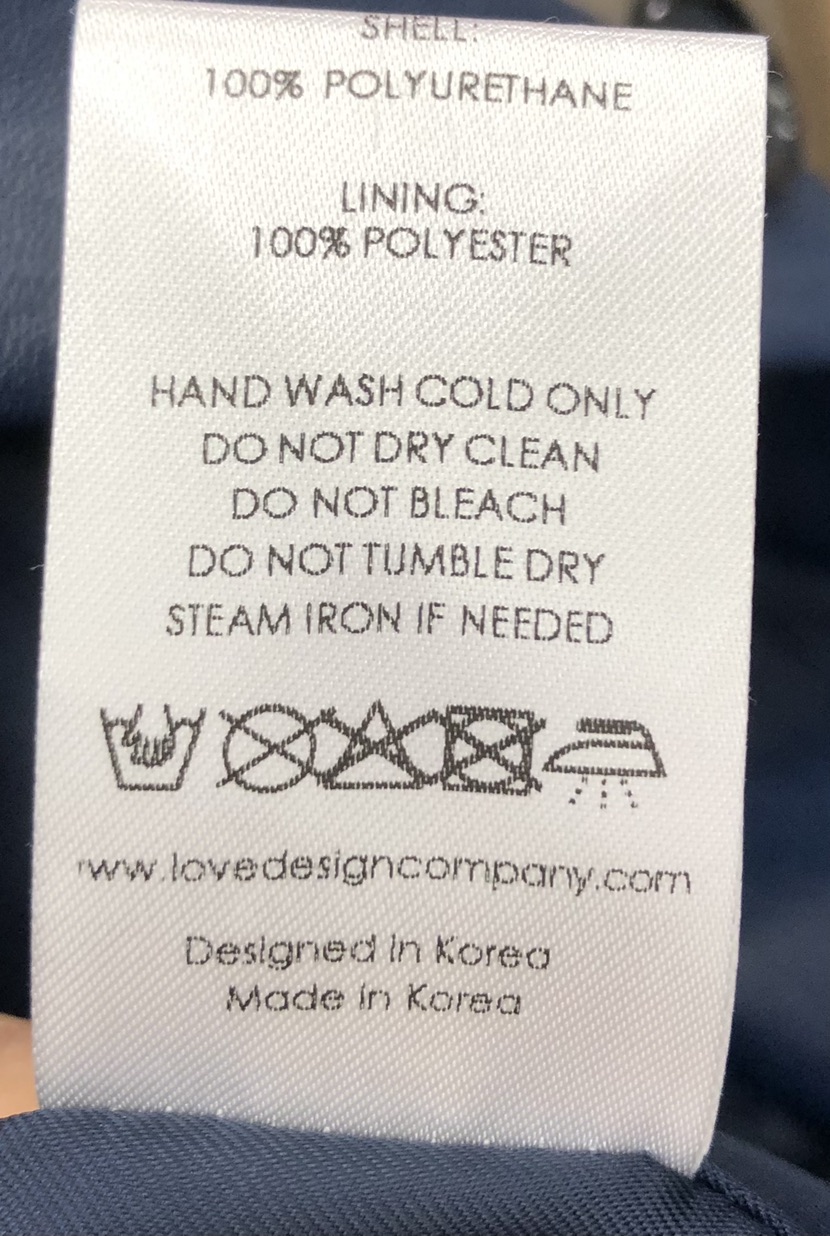 SHELL:
100% POLYURETHANE
LINING:
100% POLYESTER
HAND WASH COLD ONLY
DO NOT DRY CLEAN
DO NOT BLEACH
DO NOT TUMBLE DRY
STEAM IRON IF NEEDED
www.lovedesigncompany.com
Designed in Korea
Made in Korea